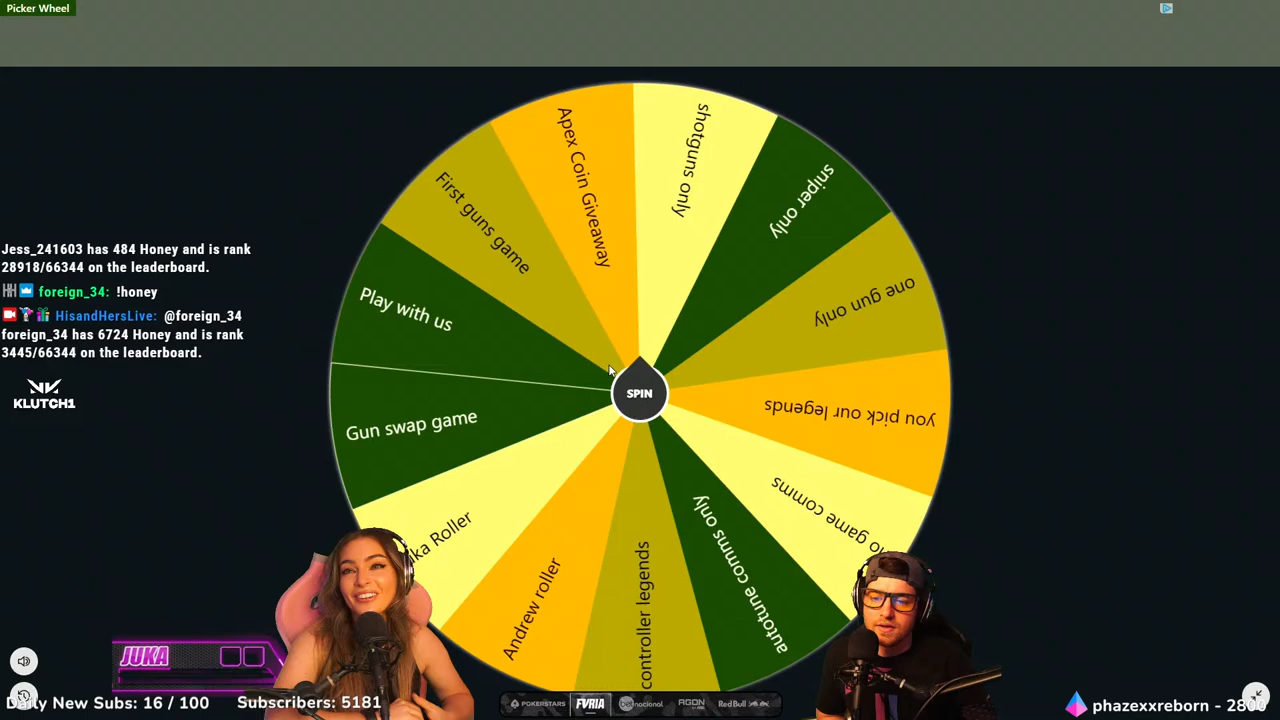 Picker Wheel
Apex Coin Giveaway
shotguns only
sniper only
First guns game
one gun only
Play with us
you pick our legends
Gun swap game
game comms
Roller
autotune comms only
Andrew roller
controller legends
SPIN
Jess_241603 has 484 Honey and is rank
28918/66344 on the leaderboard.
foreign_34: !honey
HisandHersLive: @foreign_34
foreign_34 has 6724 Honey and is rank
3445/66344 on the leaderboard.
KLUTCH1
JUKA
New Subs: 16 / 100
Subscribers: 5181
POKERSTARS
FURIA
AGON
Red Bull
phazexxreborn - 2800